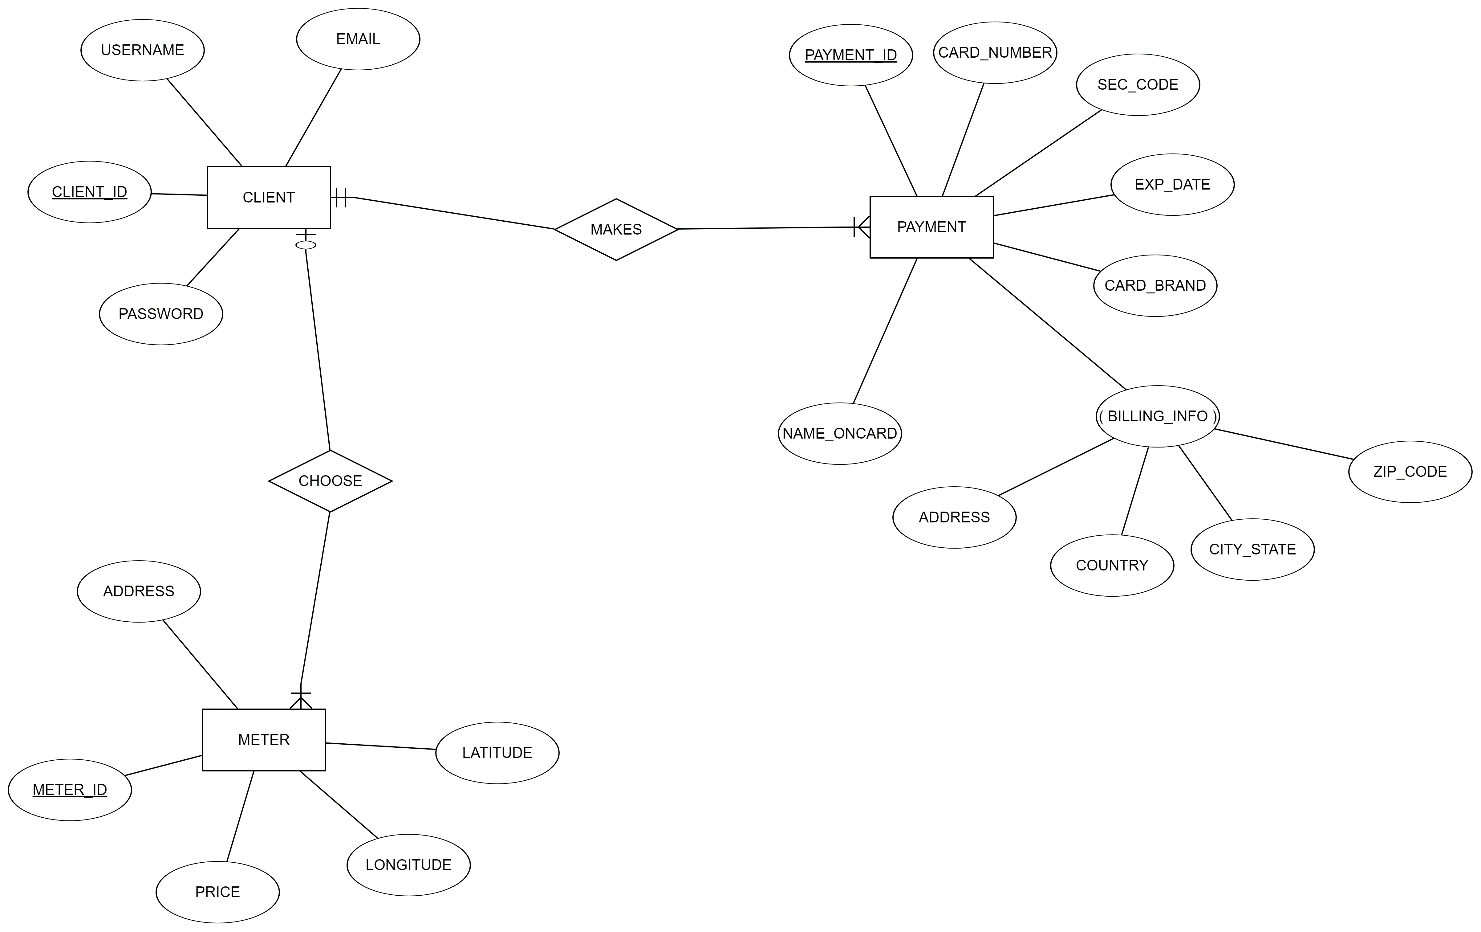 USERNAME
EMAIL
CLIENT_ID
CLIENT
PASSWORD
MAKES
PAYMENT_ID
CARD_NUMBER
SEC_CODE
EXP_DATE
PAYMENT
CARD_BRAND
NAME_ONCARD
( BILLING_INFO )
ADDRESS
COUNTRY
CITY_STATE
ZIP_CODE
CHOOSE
ADDRESS
METER
METER_ID
LATITUDE
LONGITUDE
PRICE